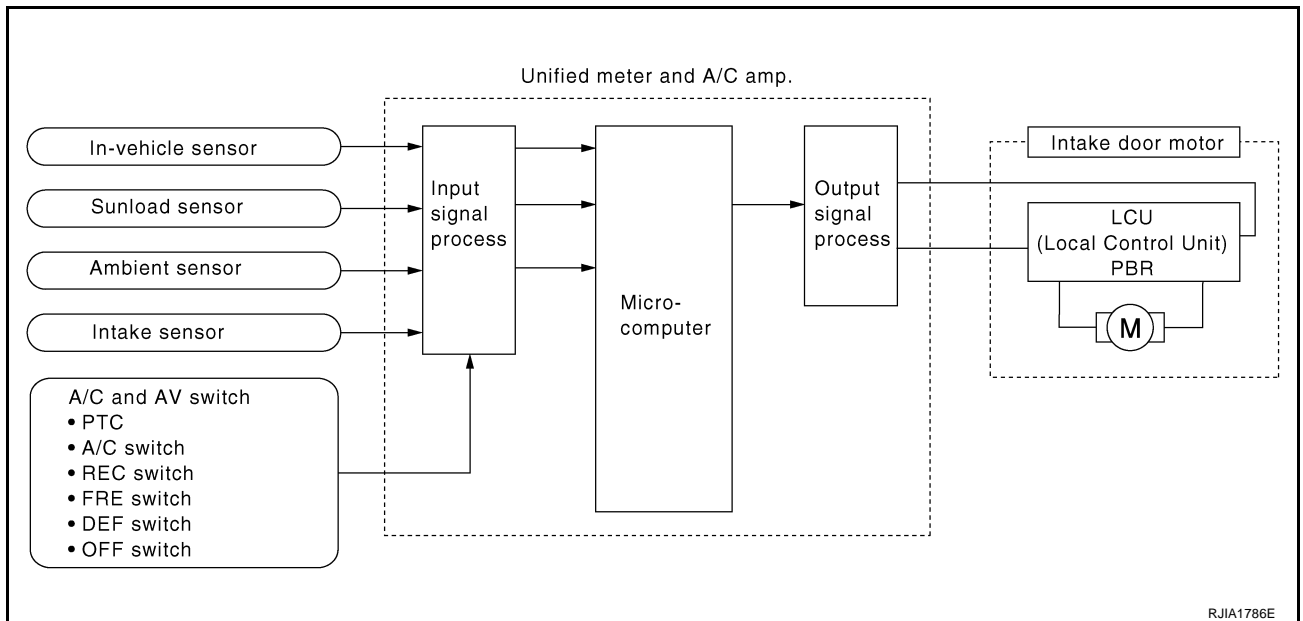 Unified meter and A/C amp.
In-vehicle sensor
Sunload sensor
Ambient sensor
Intake sensor
A/C and AV switch
• PTC
• A/C switch
• REC switch
• FRE switch
• DEF switch
• OFF switch
Input
signal
process
Micro-
computer
Output
signal
process
Intake door motor
LCU
(Local Control Unit)
PBR
M
RJIA1786E